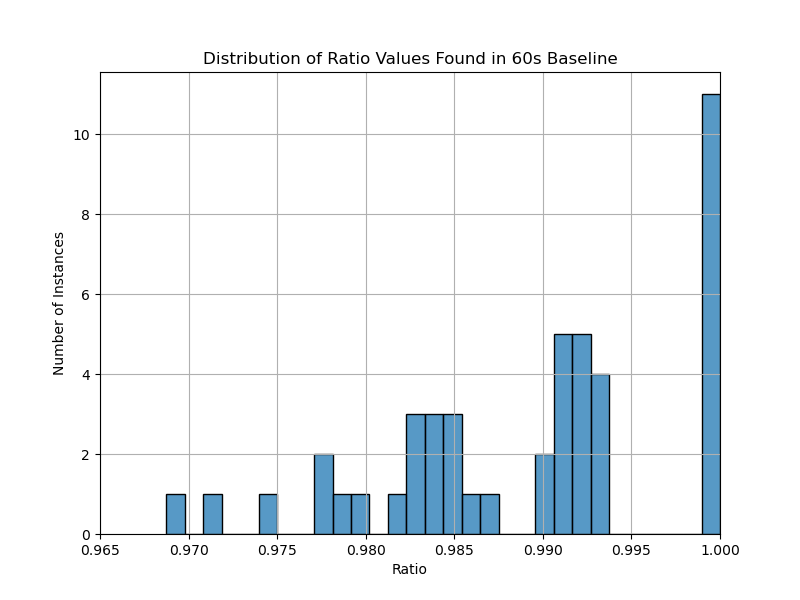 Distribution of Ratio Values Found in 60s Baseline
10
8
6
4
2
0
Number of Instances
0.965 0.970 0.975 0.980 0.985 0.990 0.995 1.000
Ratio